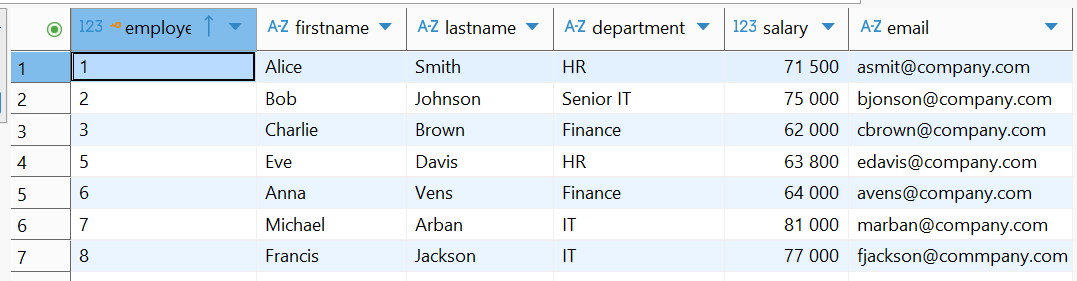 123 employe A-Z firstname A-Z lastname A-Z department 123 salary A-Z email
1 1 Alice Smith HR 71 500 asmit@company.com
2 2 Bob Johnson Senior IT 75 000 bjonson@company.com
3 3 Charlie Brown Finance 62 000 cbrown@company.com
4 5 Eve Davis HR 63 800 edavis@company.com
5 6 Anna Vens Finance 64 000 avens@company.com
6 7 Michael Arban IT 81 000 marban@company.com
7 8 Francis Jackson IT 77 000 fjackson@commpany.com